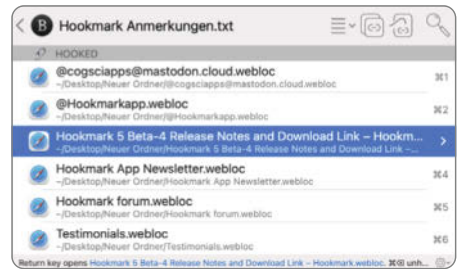 Hookmark Anmerkungen.txt
HOOKED
@cogsciapps@mastodon.cloud.webloc
~/Desktop/Neuer Ordner/@cogsciapps@mastodon.cloud.webloc
⌘1
@Hookmarkapp.webloc
~/Desktop/Neuer Ordner/@Hookmarkapp.webloc
⌘2
Hookmark 5 Beta-4 Release Notes and Download Link – Hookm...
~/Desktop/Neuer Ordner/Hookmark 5 Beta-4 Release Notes and Download Link –...
Hookmark App Newsletter.webloc
~/Desktop/Neuer Ordner/Hookmark App Newsletter.webloc
⌘4
Hookmark forum.webloc
~/Desktop/Neuer Ordner/Hookmark forum.webloc
⌘5
Testimonials.webloc
~/Desktop/Neuer Ordner/Testimonials.webloc
⌘6
Return key opens Hookmark 5 Beta-4 Release Notes and Download Link – Hookmark.webloc. ⌘⌫ unh...